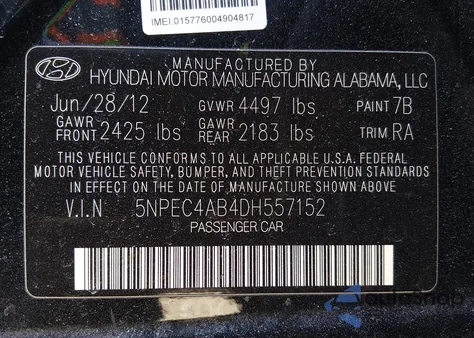 IMEI:015776004904817
MANUFACTURED BY
HYUNDAI MOTOR MANUFACTURING ALABAMA, LLC
Jun/28/12 GVWR 4497 lbs PAINT 7B
GAWR FRONT 2425 lbs GAWR REAR 2183 lbs TRIM RA
THIS VEHICLE CONFORMS TO ALL APPLICABLE U.S.A. FEDERAL
MOTOR VEHICLE SAFETY, BUMPER, AND THEFT PREVENTION STANDARDS
IN EFFECT ON THE DATE OF MANUFACTURE SHOWN ABOVE
V.I.N 5NPEC4AB4DH557152
PASSENGER CAR